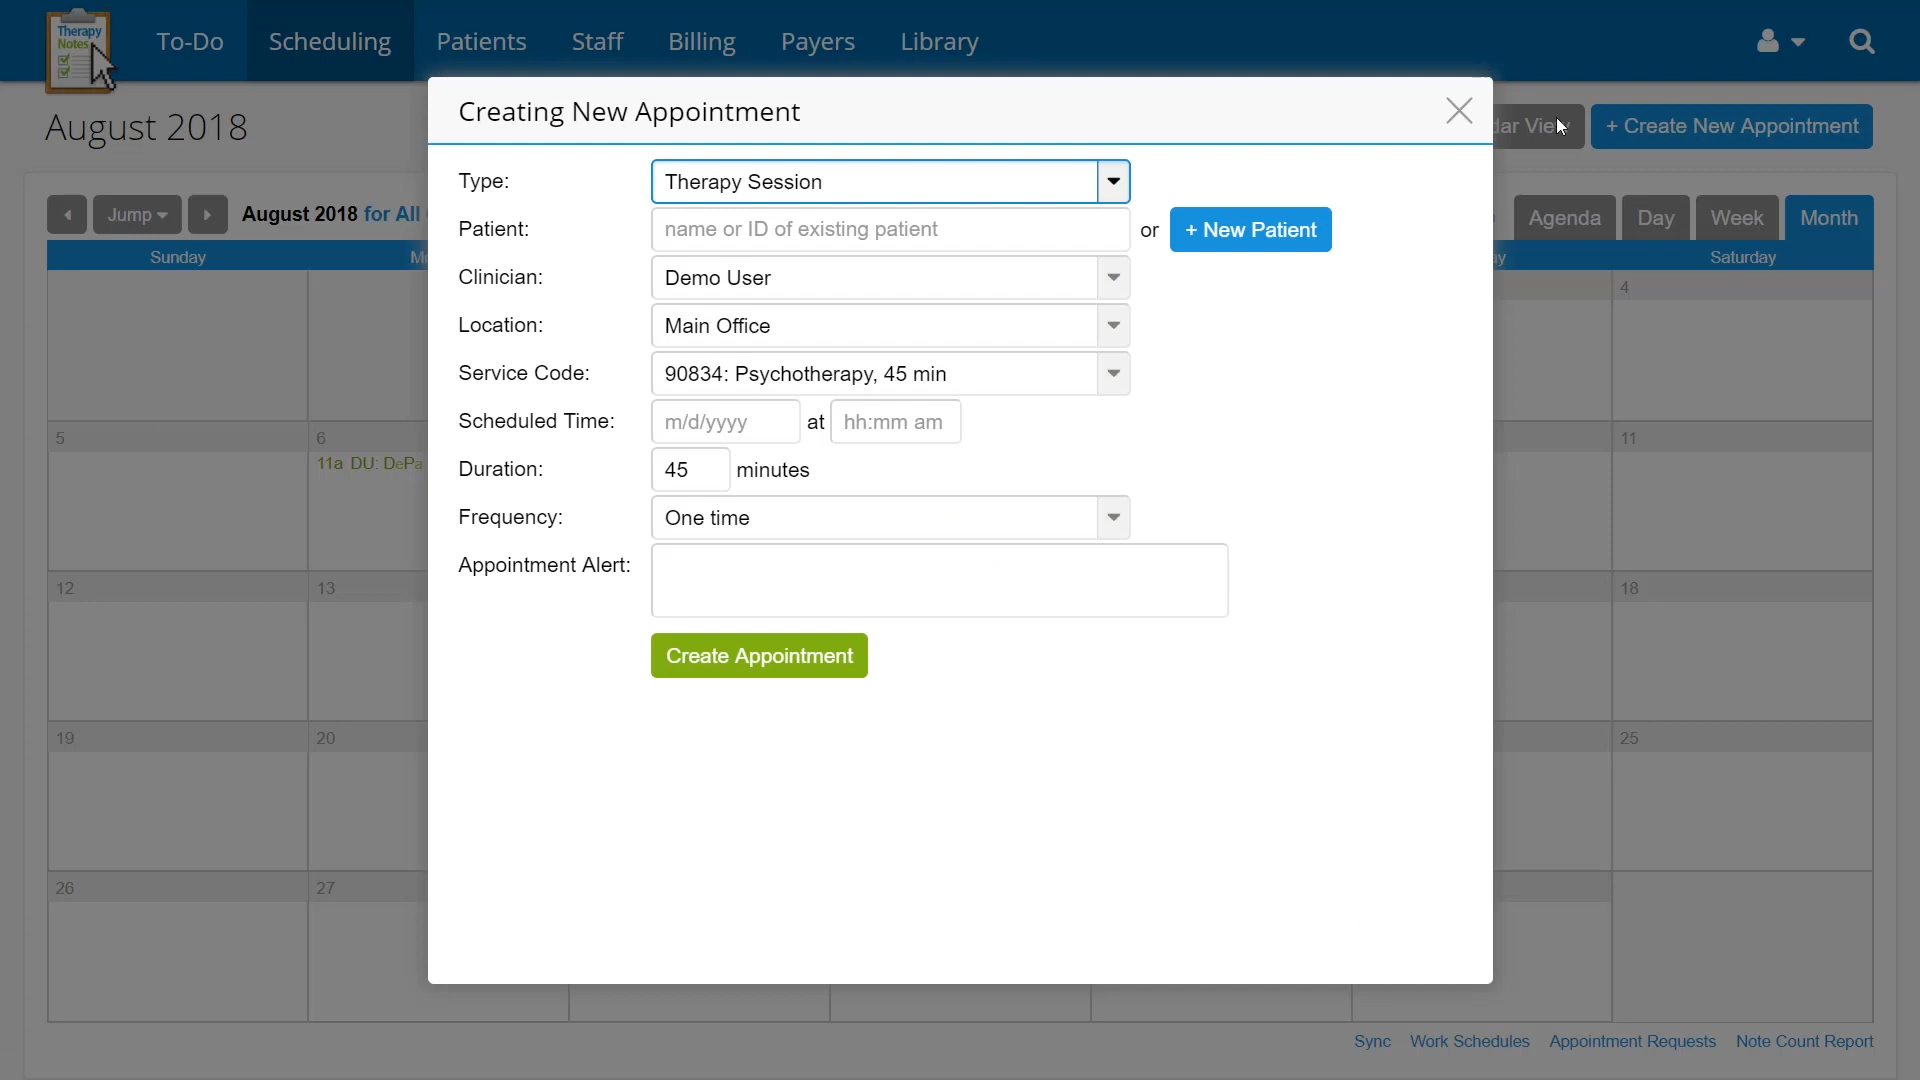 Therapy
Notes
To-Do
Scheduling
Patients
Staff
Billing
Payers
Library
August 2018
+ Create New Appointment
Creating New Appointment
Type:
Therapy Session
Patient:
name or ID of existing patient
or
+ New Patient
Clinician:
Demo User
Location:
Main Office
Service Code:
90834: Psychotherapy, 45 min
Scheduled Time:
m/d/yyyy
at
hh:mm am
Duration:
45
minutes
Frequency:
One time
Appointment Alert:
Create Appointment
Jump
August 2018 for All
Agenda
Day
Week
Month
Sunday
Saturday
4
5
6
11a DU: DePa
11
12
13
18
19
20
25
26
27
Sync
Work Schedules
Appointment Requests
Note Count Report